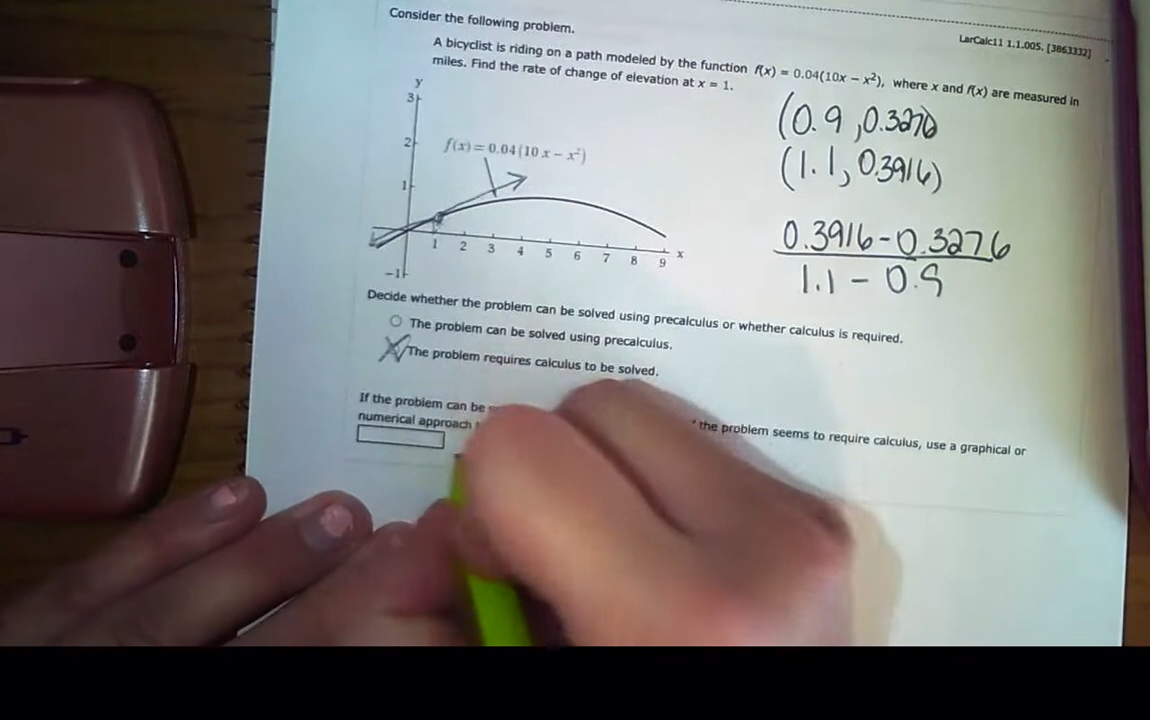 Consider the following problem.
LarCalc11 1.1.005. [3863332]
A bicyclist is riding on a path modeled by the function f(x) = 0.04(10x − x²), where x and f(x) are measured in
miles. Find the rate of change of elevation at x = 1.
y
3
2
1
−1
f(x) = 0.04(10 x − x²)
1 2 3 4 5 6 7 8 9 x
(0.9, 0.3276)
(1.1, 0.3916)
0.3916 - 0.3276
1.1 - 0.9
Decide whether the problem can be solved using precalculus or whether calculus is required.
The problem can be solved using precalculus.
The problem requires calculus to be solved.
If the problem can be
the problem seems to require calculus, use a graphical or
numerical approach